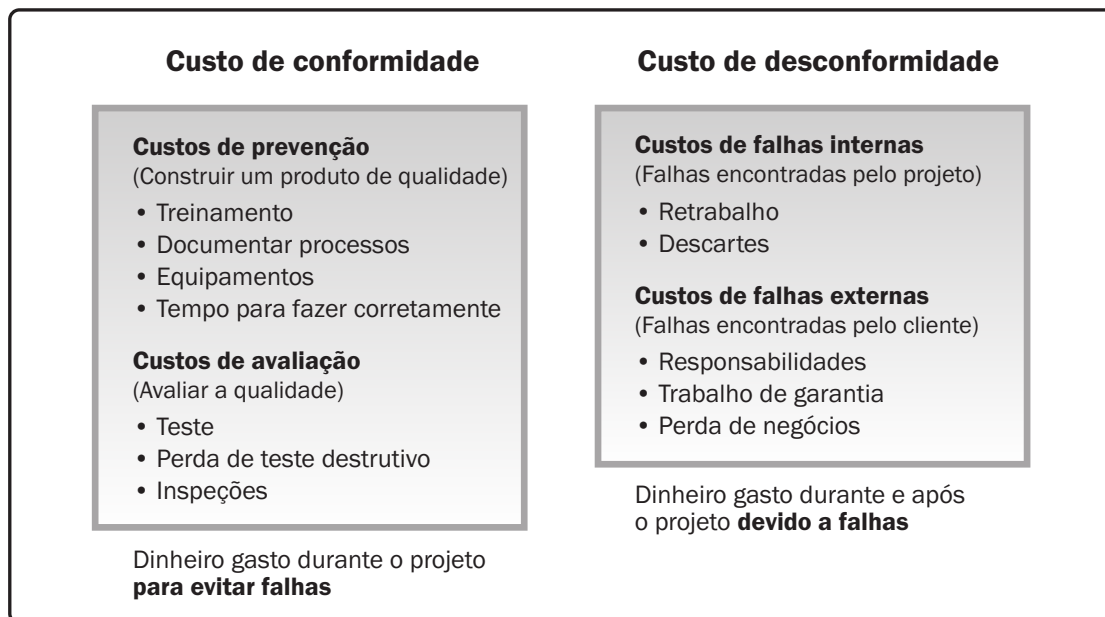 Custo de conformidade
Custos de prevenção
(Construir um produto de qualidade)
• Treinamento
• Documentar processos
• Equipamentos
• Tempo para fazer corretamente
Custos de avaliação
(Avaliar a qualidade)
• Teste
• Perda de teste destrutivo
• Inspeções
Dinheiro gasto durante o projeto
para evitar falhas
Custo de desconformidade
Custos de falhas internas
(Falhas encontradas pelo projeto)
• Retrabalho
• Descartes
Custos de falhas externas
(Falhas encontradas pelo cliente)
• Responsabilidades
• Trabalho de garantia
• Perda de negócios
Dinheiro gasto durante e após
o projeto devido a falhas